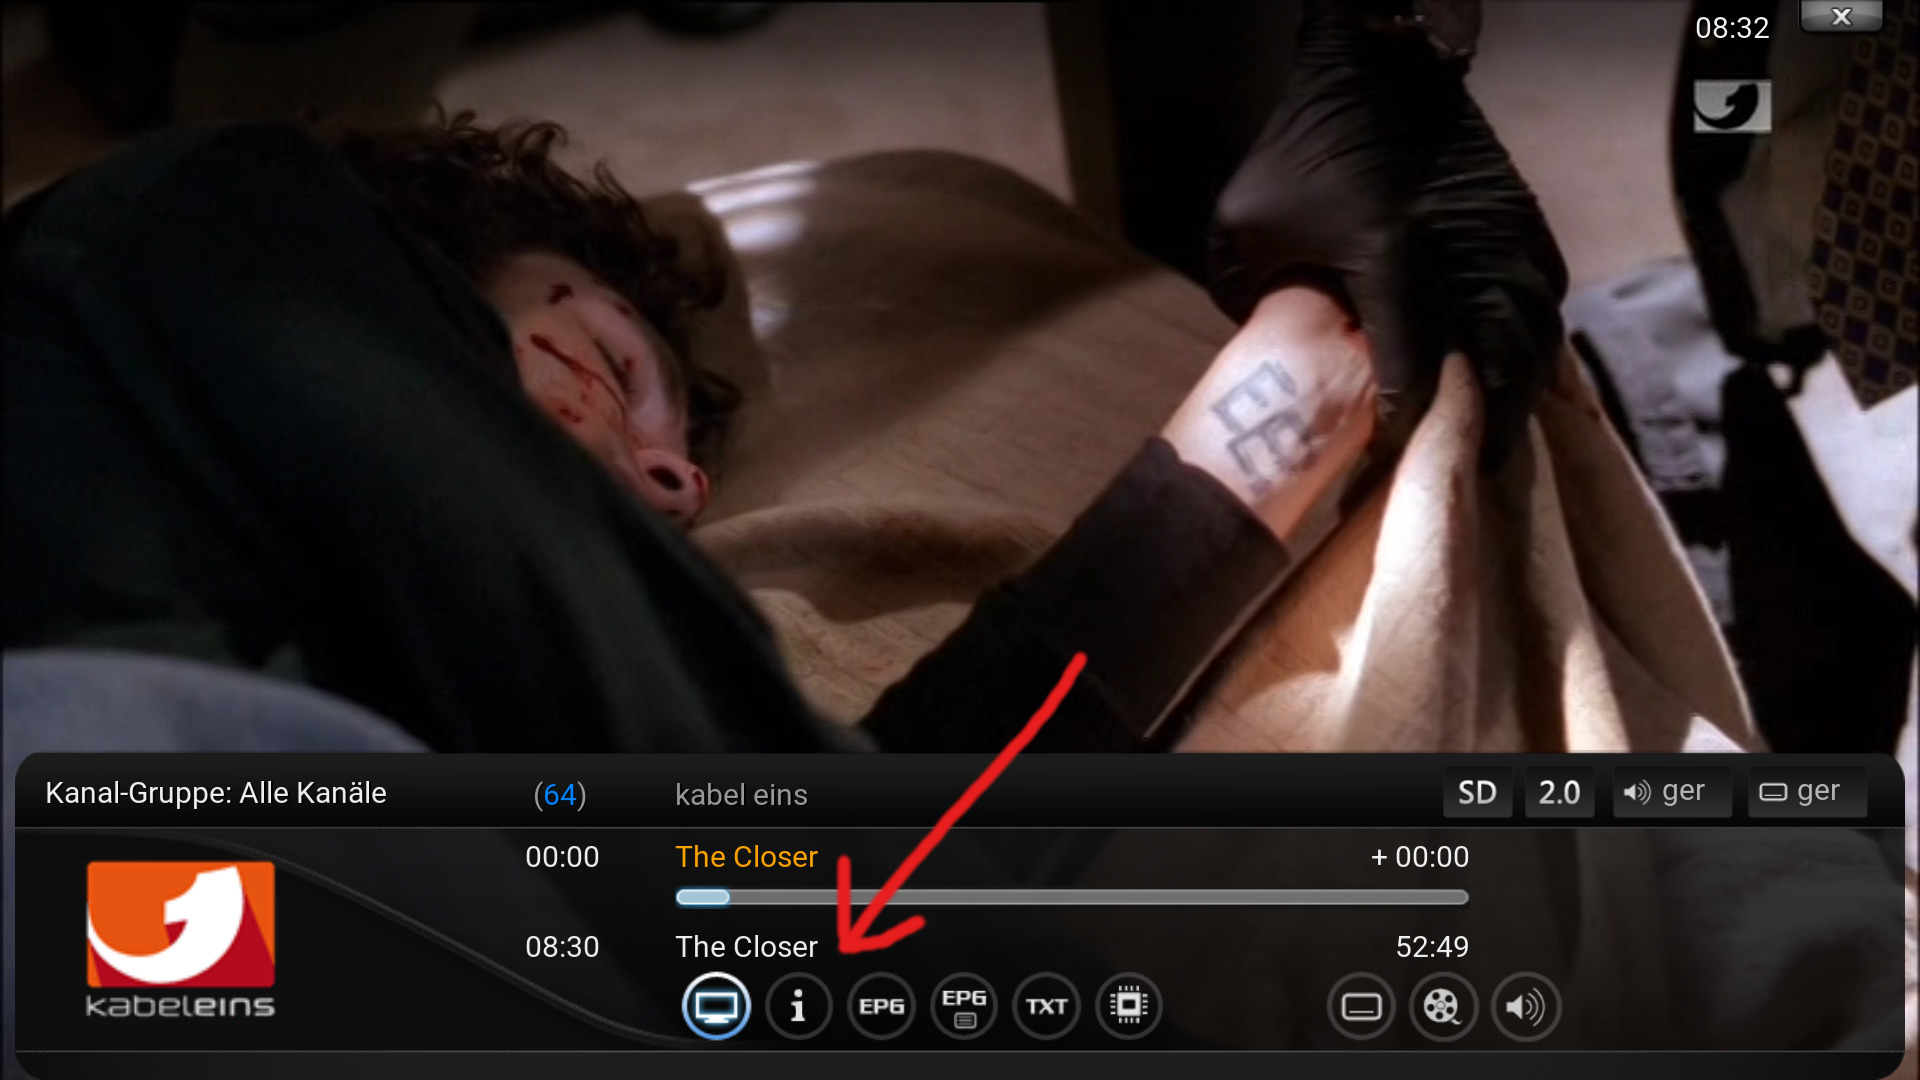 08:32
x
Kanal-Gruppe: Alle Kanäle
(64)
kabel eins
SD
2.0
ger
ger
00:00
The Closer
+ 00:00
08:30
The Closer
52:49
kabeleins
i
EPG
EPG
TXT